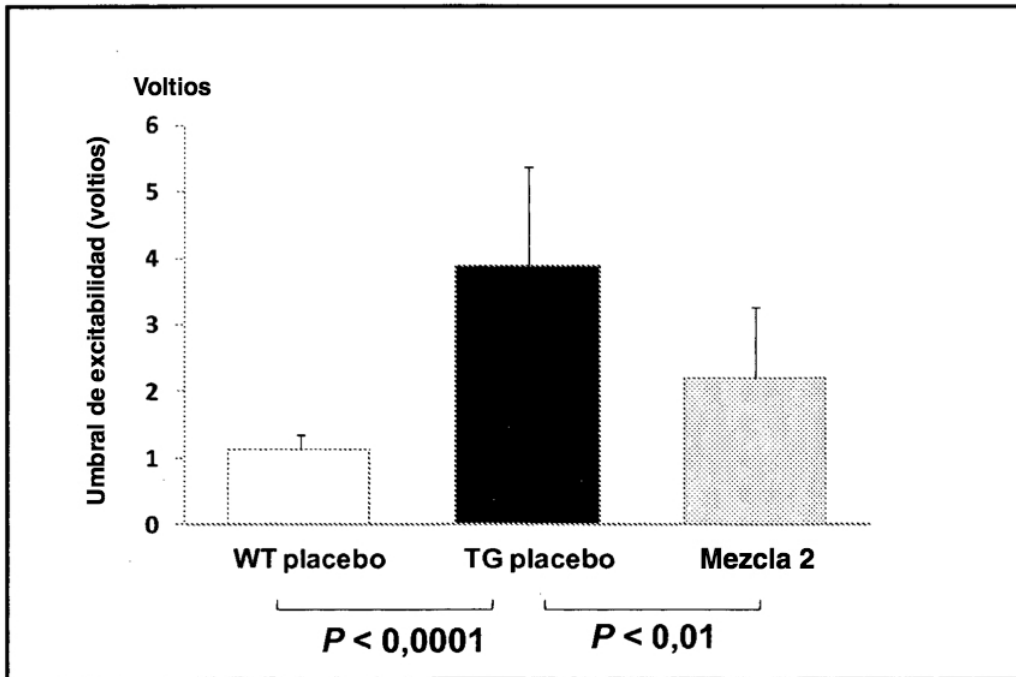 Voltios
Umbral de excitabilidad (voltios)
6
5
4
3
2
1
0
WT placebo TG placebo Mezcla 2
P < 0,0001 P < 0,01